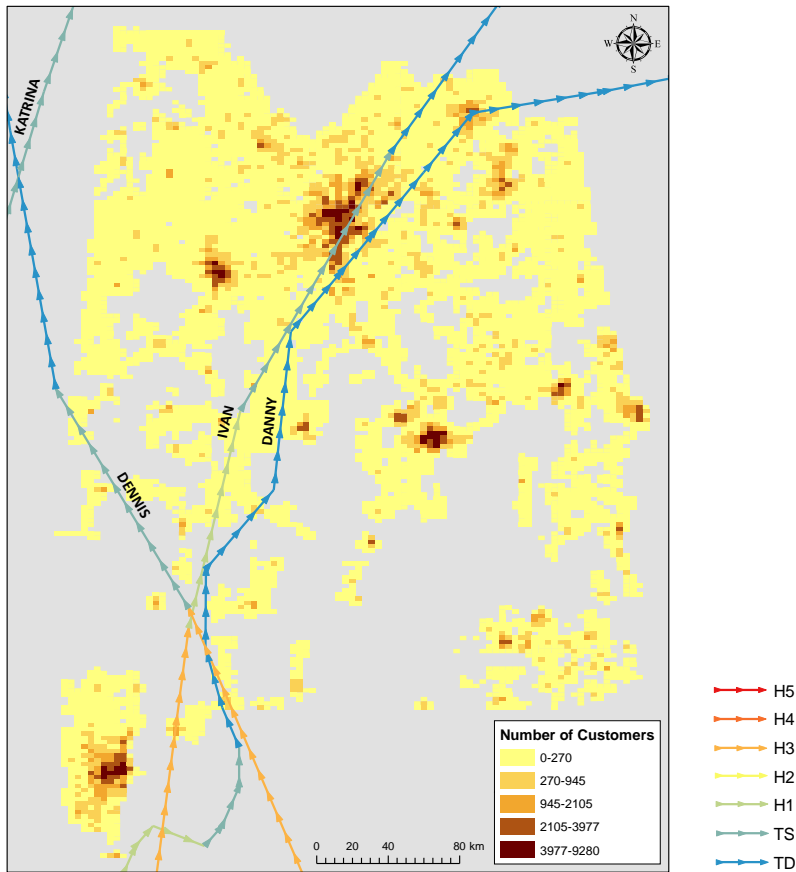 N
W E
S
KATRINA
IVAN
DANNY
DENNIS
Number of Customers
0-270
270-945
945-2105
2105-3977
3977-9280
0 20 40 80 km
H5
H4
H3
H2
H1
TS
TD